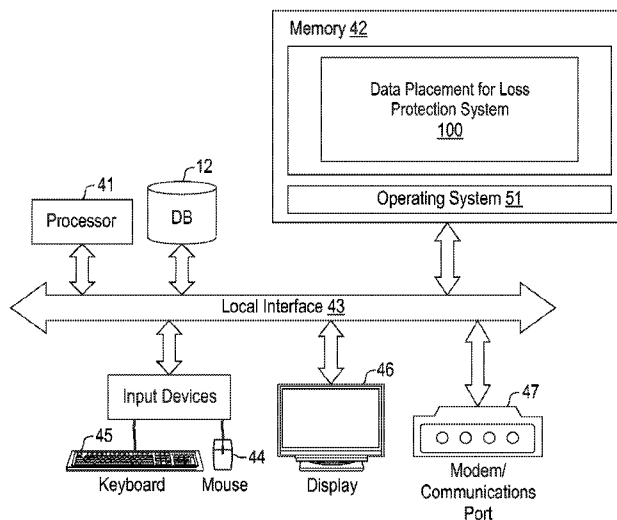 Memory 42
Data Placement for Loss
Protection System
100
Operating System 51
41
Processor
12
DB
Local Interface 43
Input Devices
45
Keyboard
44
Mouse
46
Display
47
Modem/
Communications
Port